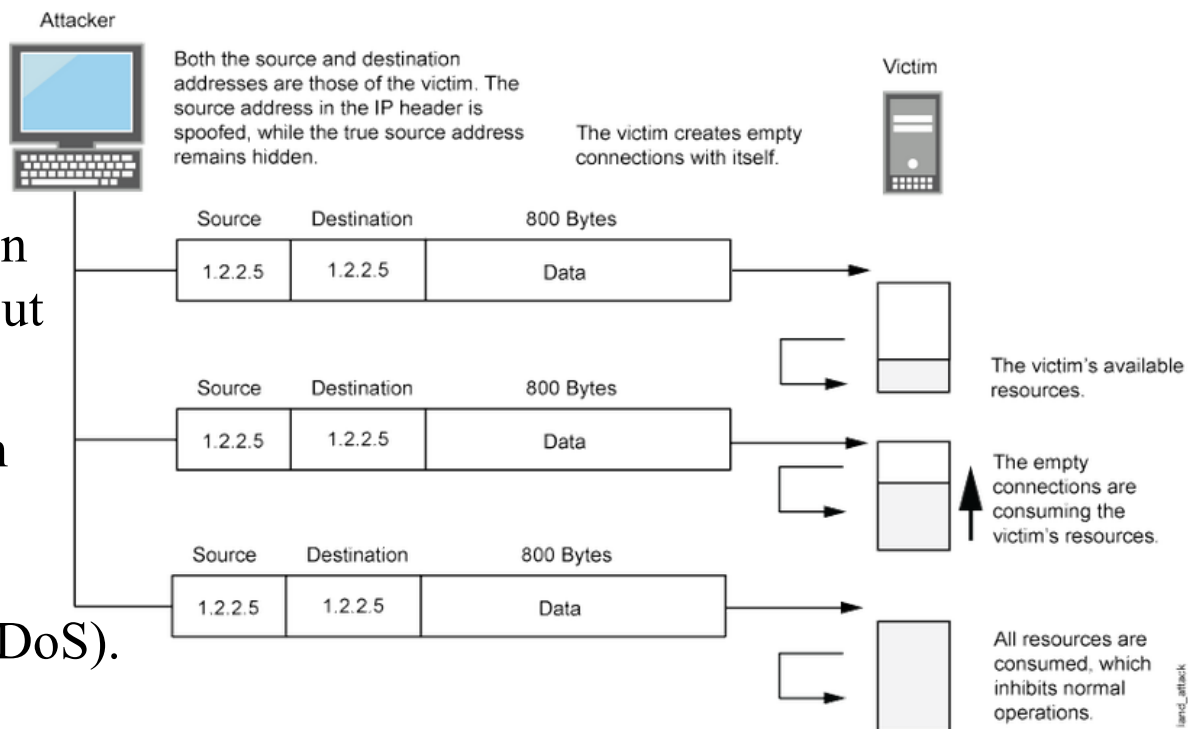 Attacker
Both the source and destination
addresses are those of the victim. The
source address in the IP header is
spoofed, while the true source address
remains hidden.
The victim creates empty
connections with itself.
Victim
Source Destination 800 Bytes
1.2.2.5 1.2.2.5 Data
The victim's available
resources.
Source Destination 800 Bytes
1.2.2.5 1.2.2.5 Data
The empty
connections are
consuming the
victim's resources.
Source Destination 800 Bytes
1.2.2.5 1.2.2.5 Data
DoS).
All resources are
consumed, which
inhibits normal
operations.
land_attack